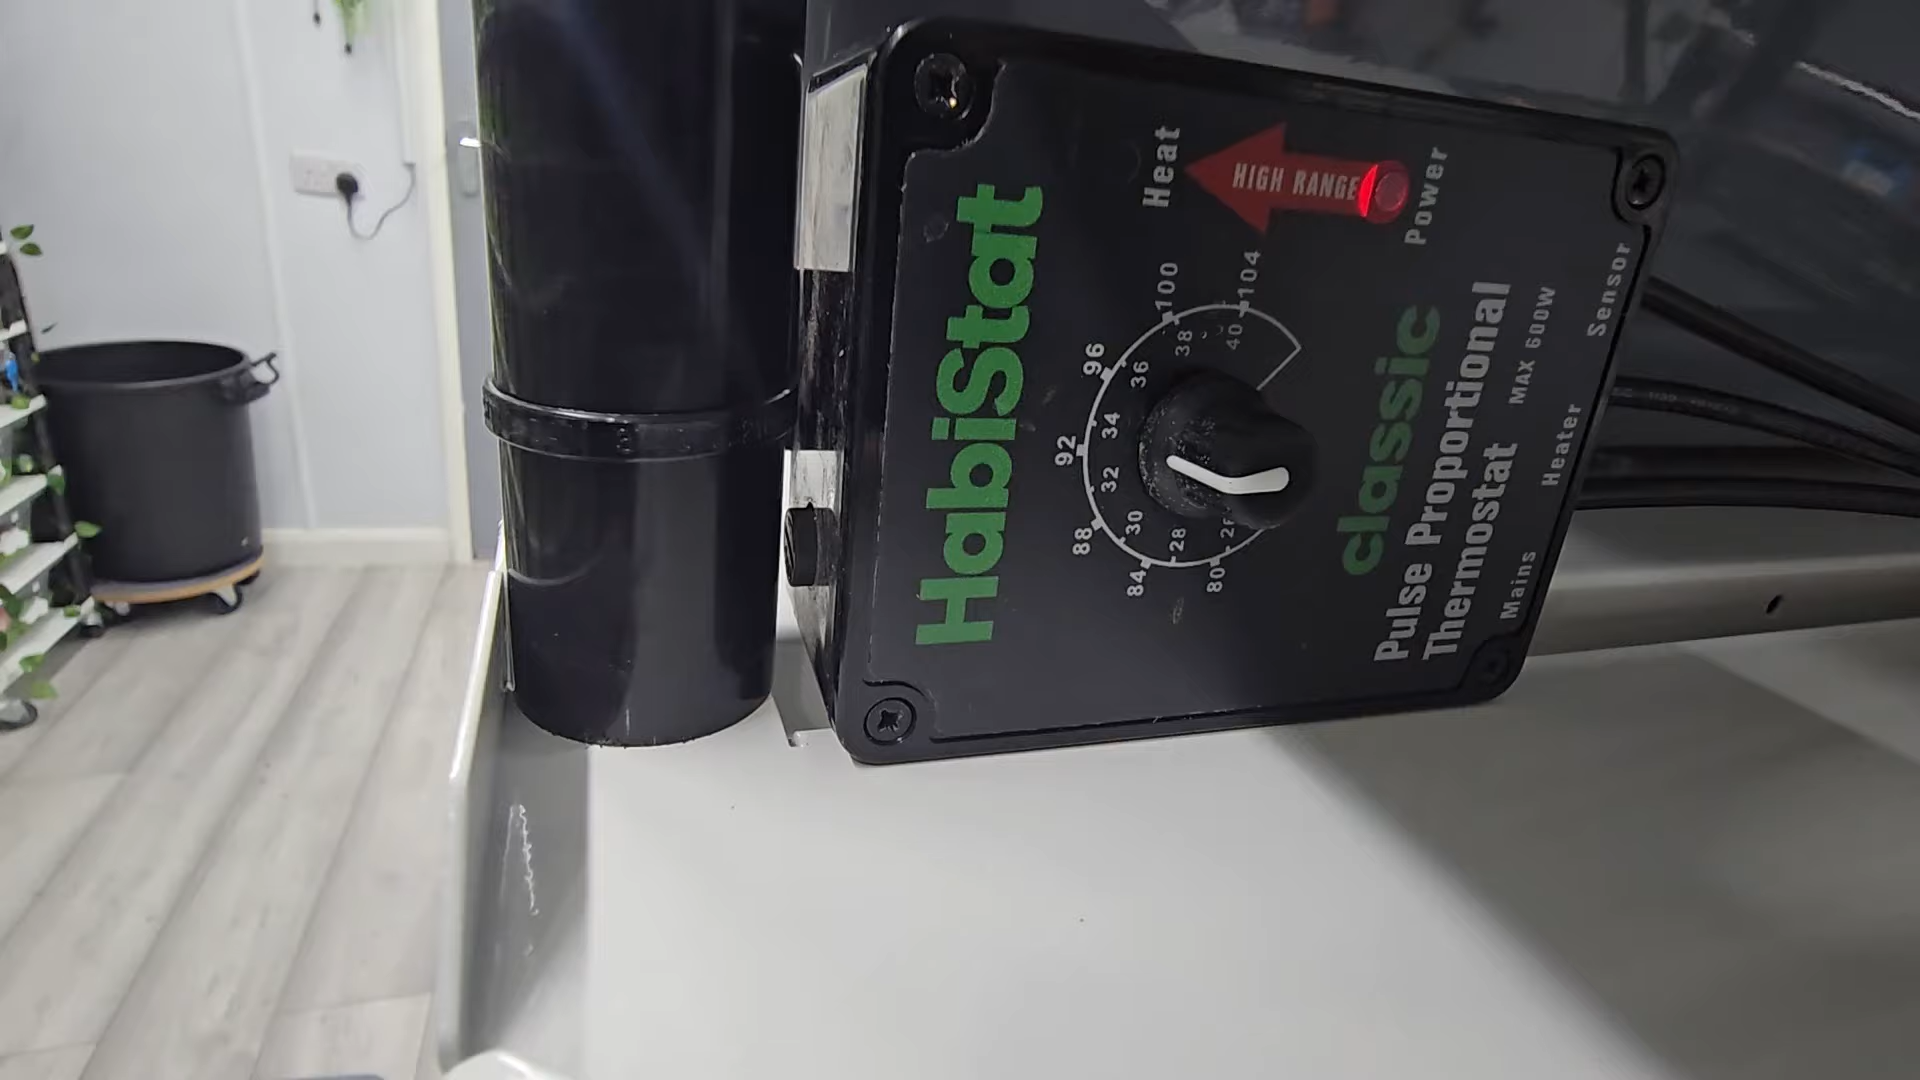 HabiStat
Heat
HIGH RANGE
Power
80 84 88 92 96 100 104
26 28 30 32 34 36 38 40
classic
Pulse Proportional
Thermostat
MAX 600W
Mains
Heater
Sensor